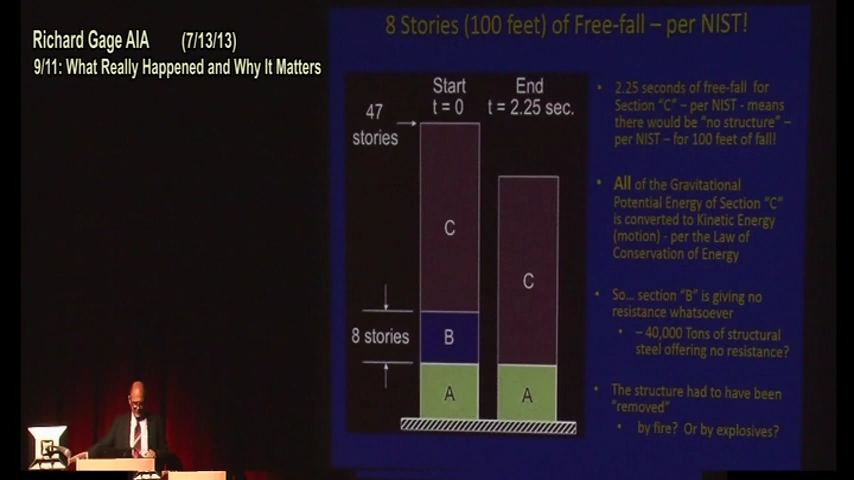 Richard Gage AIA (7/13/13)
9/11: What Really Happened and Why It Matters
8 Stories (100 feet) of Free-fall – per NIST!
Start
t = 0
End
t = 2.25 sec.
47
stories
C
C
8 stories
B
A
A
• 2.25 seconds of free-fall for
Section “C” – per NIST - means
there would be “no structure” –
per NIST – for 100 feet of fall!
• All of the Gravitational
Potential Energy of Section “C”
is converted to Kinetic Energy
(motion) - per the Law of
Conservation of Energy
• So... section “B” is giving no
resistance whatsoever
• – 40,000 Tons of structural
steel offering no resistance?
• The structure had to have been
“removed”
• by fire? Or by explosives?